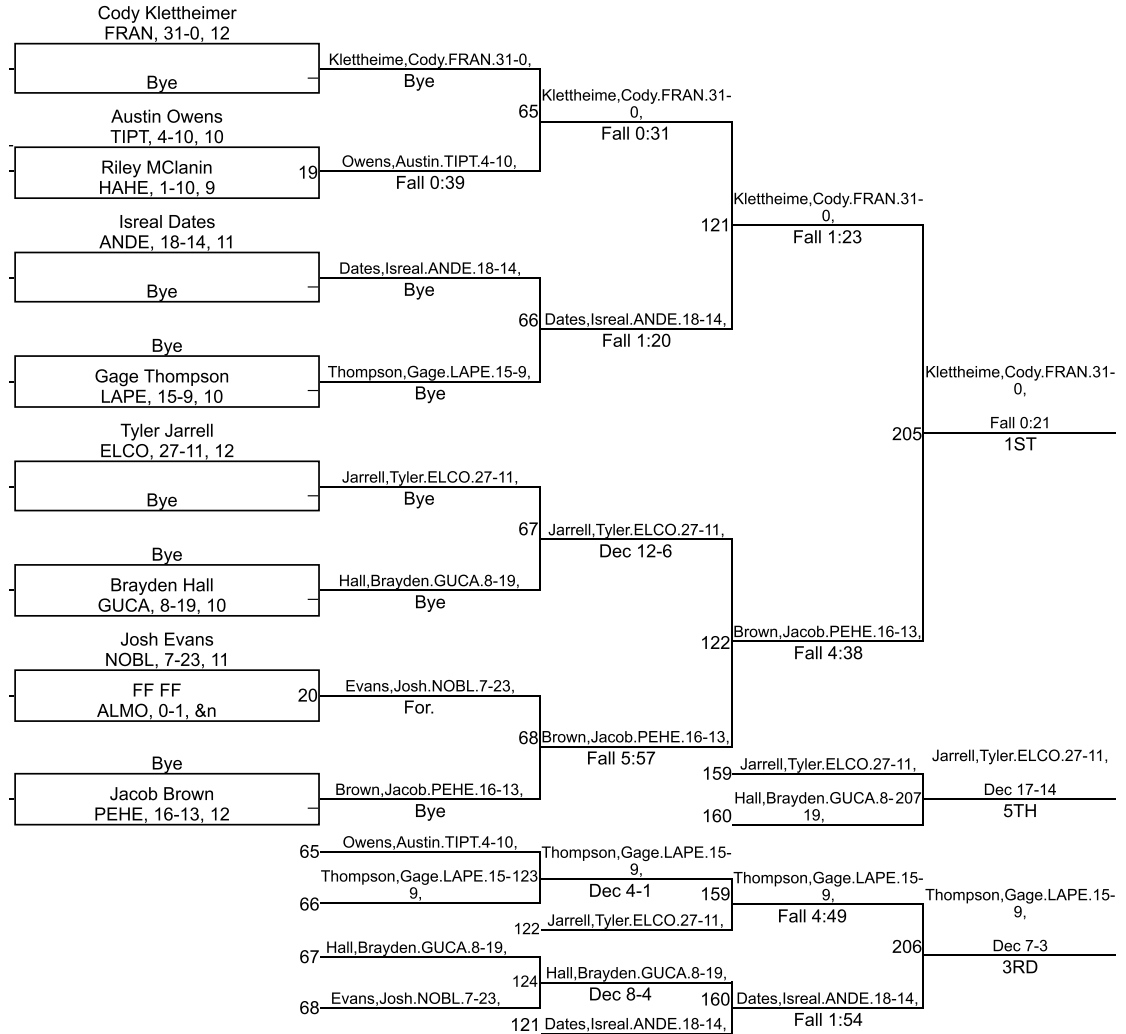 Cody Klettheimer
FRAN, 31-0, 12
Bye
_
Klettheime,Cody.FRAN.31-0,
Bye
65
Klettheime,Cody.FRAN.31-
0,
Fall 0:31
Austin Owens
TIPT, 4-10, 10
Riley MClanin
HAHE, 1-10, 9
19
Owens,Austin.TIPT.4-10,
Fall 0:39
Klettheime,Cody.FRAN.31-
0,
121
Fall 1:23
Isreal Dates
ANDE, 18-14, 11
Bye
_
Dates,Isreal.ANDE.18-14,
Bye
66
Dates,Isreal.ANDE.18-14,
Fall 1:20
Bye
Gage Thompson
LAPE, 15-9, 10
_
Thompson,Gage.LAPE.15-9,
Bye
Klettheime,Cody.FRAN.31-
0,
205
Fall 0:21
1ST
Tyler Jarrell
ELCO, 27-11, 12
Bye
_
Jarrell,Tyler.ELCO.27-11,
Bye
67
Jarrell,Tyler.ELCO.27-11,
Dec 12-6
Bye
Brayden Hall
GUCA, 8-19, 10
_
Hall,Brayden.GUCA.8-19,
Bye
122
Brown,Jacob.PEHE.16-13,
Fall 4:38
Josh Evans
NOBL, 7-23, 11
FF FF
ALMO, 0-1, &n
20
Evans,Josh.NOBL.7-23,
For.
68
Brown,Jacob.PEHE.16-13,
Fall 5:57
Bye
Jacob Brown
PEHE, 16-13, 12
_
Brown,Jacob.PEHE.16-13,
Bye
159
Jarrell,Tyler.ELCO.27-11,
160
Hall,Brayden.GUCA.8-207
19,
Jarrell,Tyler.ELCO.27-11,
Dec 17-14
5TH
65
Owens,Austin.TIPT.4-10,
66
Thompson,Gage.LAPE.15-123
9,
Thompson,Gage.LAPE.15-
9,
Dec 4-1
122
Jarrell,Tyler.ELCO.27-11,
159
Thompson,Gage.LAPE.15-
9,
Fall 4:49
67
Hall,Brayden.GUCA.8-19,
68
Evans,Josh.NOBL.7-23,
124
Hall,Brayden.GUCA.8-19,
Dec 8-4
121
Dates,Isreal.ANDE.18-14,
160
Dates,Isreal.ANDE.18-14,
Fall 1:54
206
Thompson,Gage.LAPE.15-
9,
Dec 7-3
3RD